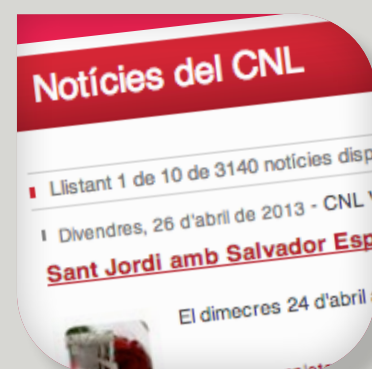 Notícies del CNL
Llistant 1 de 10 de 3140 notícies disp
Divendres, 26 d'abril de 2013 - CNL V
Sant Jordi amb Salvador Esp
El dimecres 24 d'abril